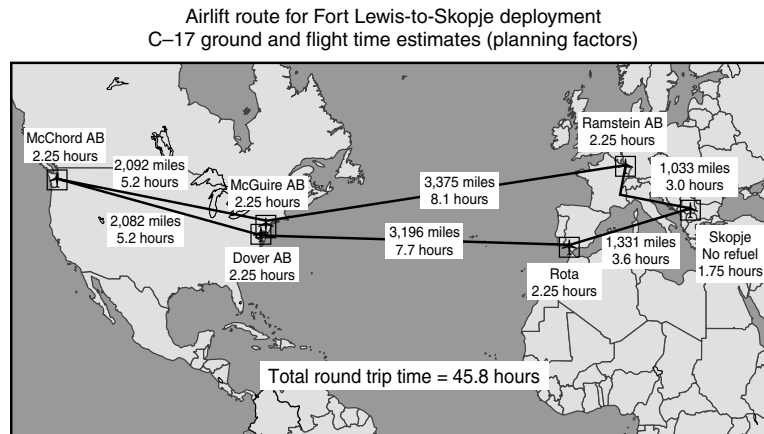 Airlift route for Fort Lewis-to-Skopje deployment
C–17 ground and flight time estimates (planning factors)
McChord AB
2.25 hours
2,092 miles
5.2 hours
McGuire AB
2.25 hours
2,082 miles
5.2 hours
Dover AB
2.25 hours
3,375 miles
8.1 hours
3,196 miles
7.7 hours
Ramstein AB
2.25 hours
1,033 miles
3.0 hours
1,331 miles
3.6 hours
Rota
2.25 hours
Skopje
No refuel
1.75 hours
Total round trip time = 45.8 hours